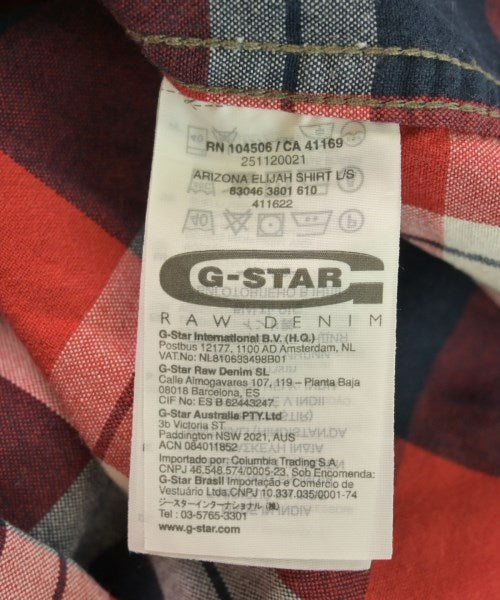 RN 104506 / CA 41169
251120021
ARIZONA ELIJAH SHIRT L/S
83046 3801 610
411622
G-STAR
RAW DENIM
G-Star International B.V. (H.Q.)
Postbus 12177, 1100 AD Amsterdam, NL
VAT.No: NL810693498B01
G-Star Raw Denim SL
Calle Almogavares 107, 119 – Planta Baja
08018 Barcelona, ES
CIF No: ES B 62443247
G-Star Australia PTY.Ltd
3b Victoria ST
Paddington NSW 2021, AUS
ACN 084011852
Importado por: Columbia Trading S.A.
CNPJ 46.548.574/0005-23. Sob Encomenda:
G-Star Brasil Importação e Comércio de
Vestuário Ltda.CNPJ 10.337.035/0001-74
ジースターインターナショナル(株)
Tel : 03-5765-3301
www.g-star.com